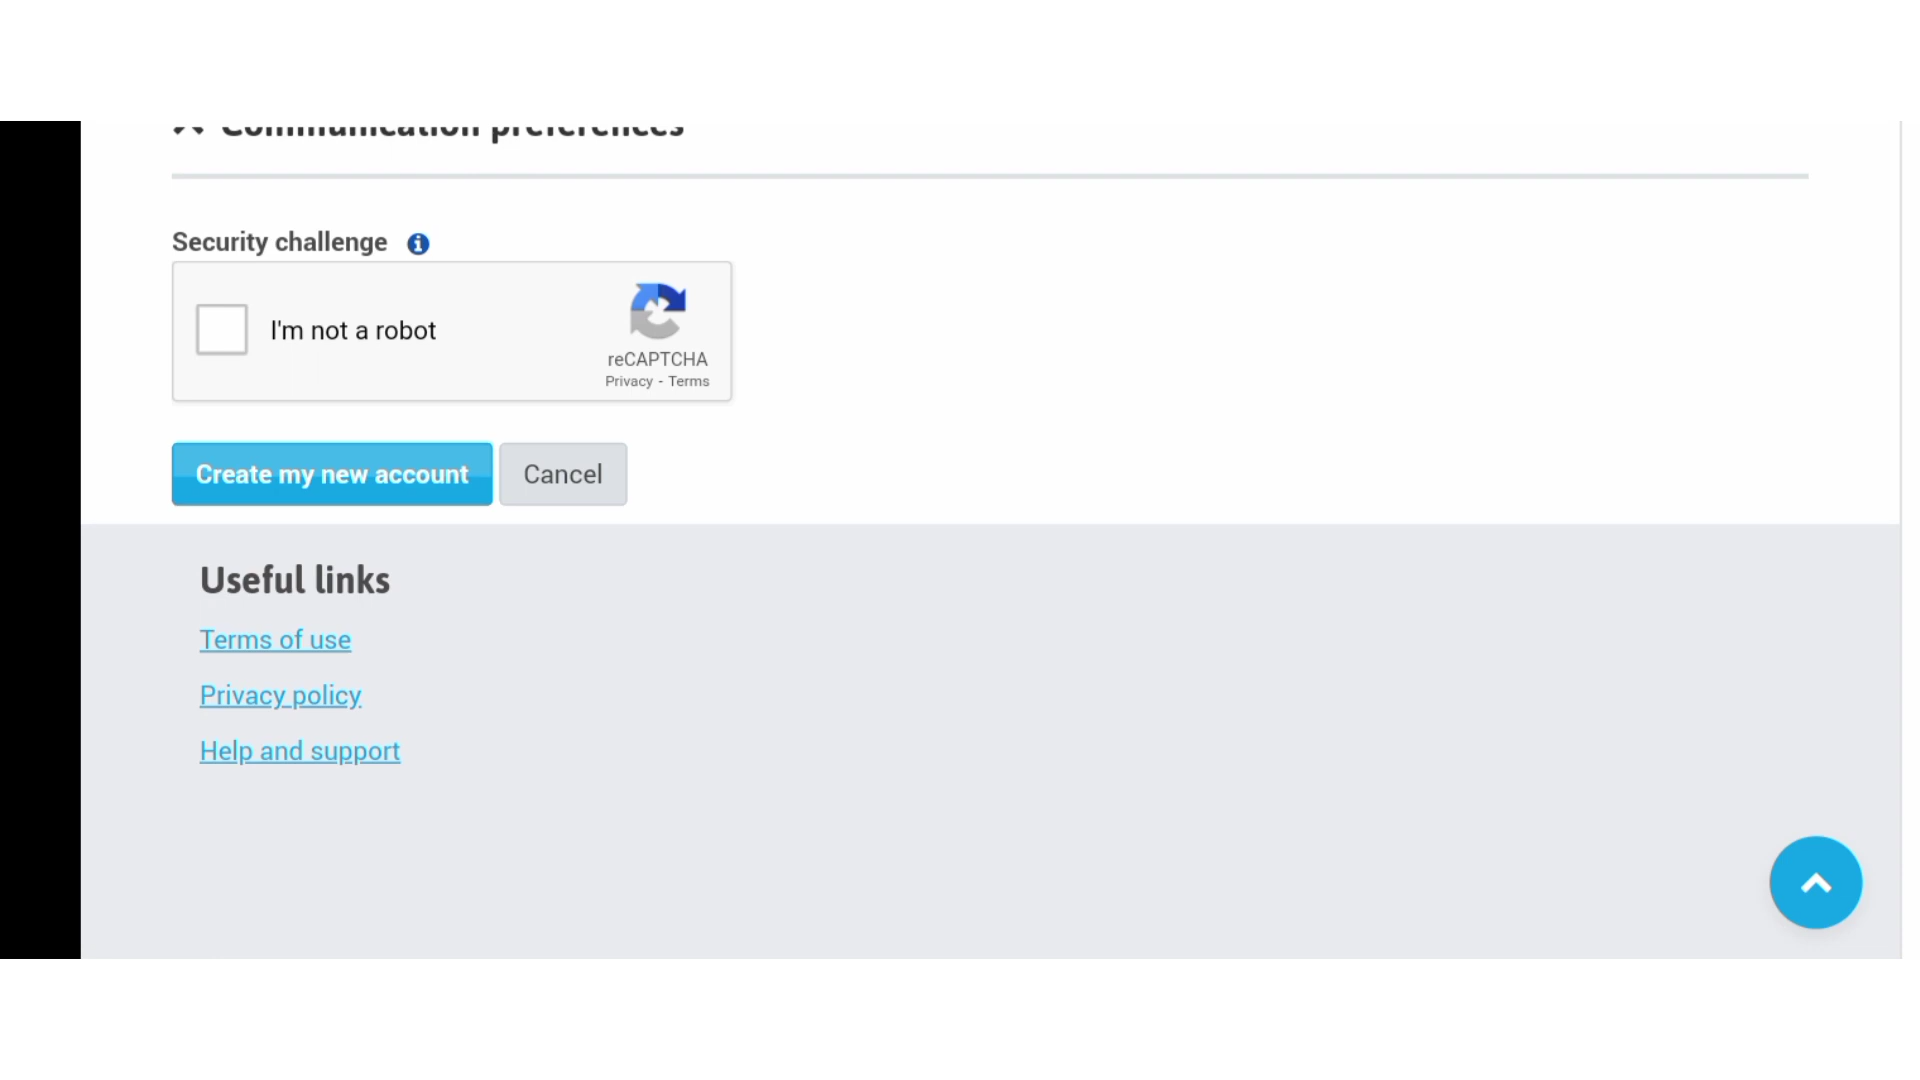 Communication preferences
Security challenge
I'm not a robot
reCAPTCHA
Privacy - Terms
Create my new account
Cancel
Useful links
Terms of use
Privacy policy
Help and support